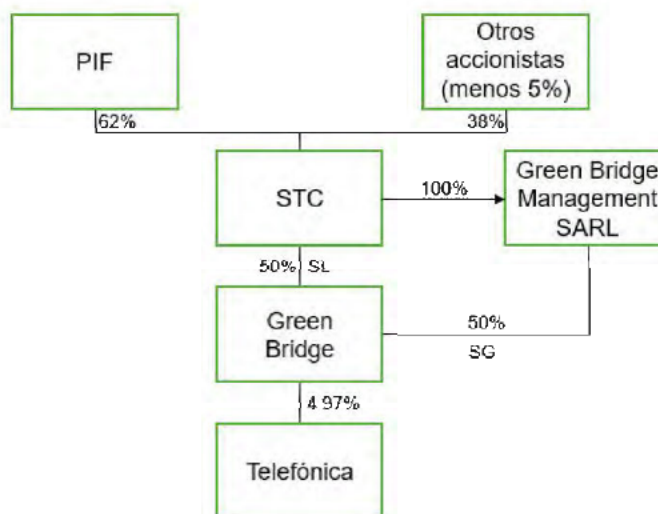 PIF
Otros
accionistas
(menos 5%)
62%
38%
STC
100%
Green Bridge
Management
SARL
50% SL
Green
Bridge
50%
SG
4 97%
Telefónica